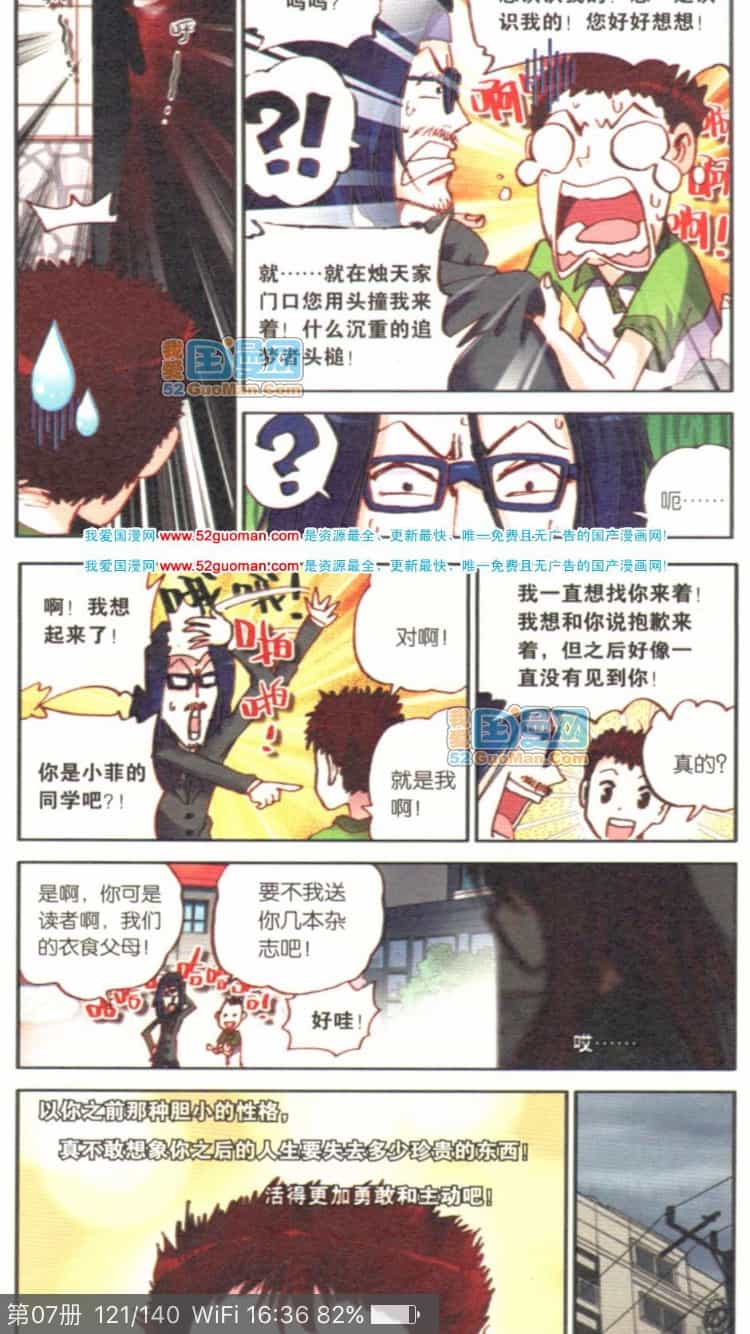 呜呜?
识我的！您好好想想！
呼
?!
啊
啊
啊
啊！
就……就在烛天家
门口您用头撞我来
着！什么沉重的追
梦者头槌！
我爱国漫网
52GuoMan.Com
?
呃……
我爱国漫网 www.52guoman.com 是资源最全、更新最快、唯一免费且无广告的国产漫画网!
我爱国漫网 www.52guoman.com 是资源最全、更新最快、唯一免费且无广告的国产漫画网!
啊！我想
起来了！
啪
啪
啪！
对啊！
你是小菲的
同学吧?！
就是我
啊！
我一直想找你来着！
我想和你说抱歉来
着，但之后好像一
直没有见到你！
我爱国漫网
52GuoMan.Com
真的?
是啊，你可是
读者啊，我们
的衣食父母！
要不我送
你几本杂
志吧！
哈哈哈哈哈哈
好哇！
哎……
以你之前那种胆小的性格，
真不敢想象你之后的人生要失去多少珍贵的东西！
活得更加勇敢和主动吧！
第07册 121/140 WiFi 16:36 82%